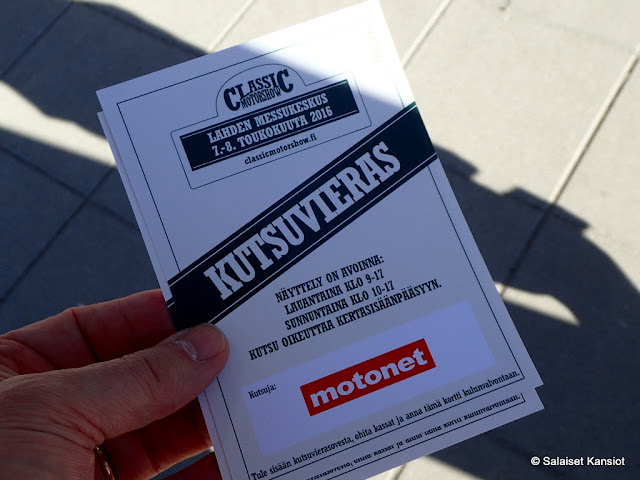 CLASSIC
MOTORSHOW
LAHDEN MESSUKESKUS
7.-8. TOUKOKUUTA 2016
classicmotorshow.fi
KUTSUVIERAS
NÄYTTELY ON AVOINNA:
LAUANTAINA KLO 9-17
SUNNUNTAINA KLO 10-17
KUTSU OIKEUTTAA KERTASISÄÄNPÄÄSYYN.
Kutsuja:
motonet
Tule sisään kutsuvierasovesta, ohita kassat ja anna tämä kortti kulunvalvontaan.
kortti kulunvalvontaan.
© Salaiset Kansiot